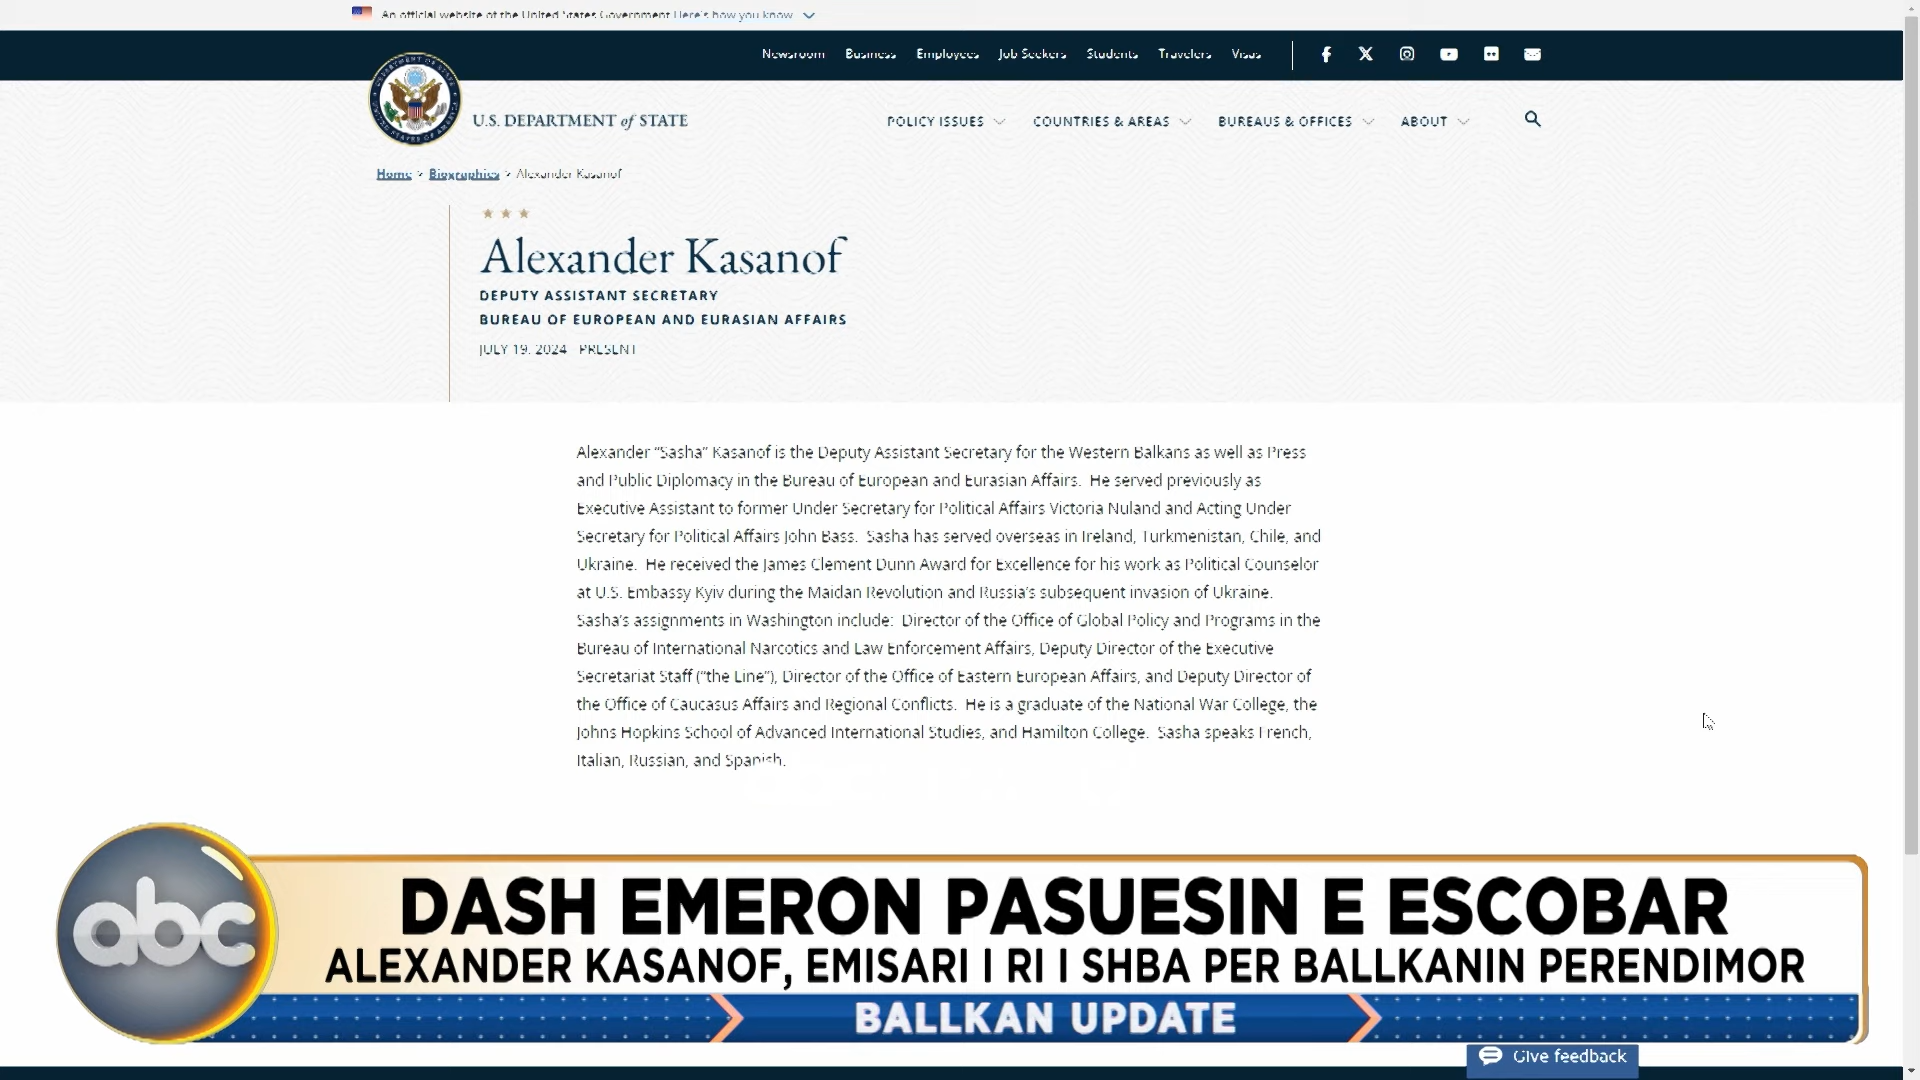 An official website of the United States Government Here's how you know
Newsroom Business Employees Job Seekers Students Travelers Visas
U.S. DEPARTMENT of STATE
POLICY ISSUES COUNTRIES & AREAS BUREAUS & OFFICES ABOUT
Home > Biographies > Alexander Kasanof
Alexander Kasanof
DEPUTY ASSISTANT SECRETARY
BUREAU OF EUROPEAN AND EURASIAN AFFAIRS
JULY 19, 2024 - PRESENT
Alexander “Sasha” Kasanof is the Deputy Assistant Secretary for the Western Balkans as well as Press
and Public Diplomacy in the Bureau of European and Eurasian Affairs. He served previously as
Executive Assistant to former Under Secretary for Political Affairs Victoria Nuland and Acting Under
Secretary for Political Affairs John Bass. Sasha has served overseas in Ireland, Turkmenistan, Chile, and
Ukraine. He received the James Clement Dunn Award for Excellence for his work as Political Counselor
at U.S. Embassy Kyiv during the Maidan Revolution and Russia’s subsequent invasion of Ukraine.
Sasha’s assignments in Washington include: Director of the Office of Global Policy and Programs in the
Bureau of International Narcotics and Law Enforcement Affairs, Deputy Director of the Executive
Secretariat Staff (“the Line”), Director of the Office of Eastern European Affairs, and Deputy Director of
the Office of Caucasus Affairs and Regional Conflicts. He is a graduate of the National War College, the
Johns Hopkins School of Advanced International Studies, and Hamilton College. Sasha speaks French,
Italian, Russian, and Spanish.
abc
DASH EMERON PASUESIN E ESCOBAR
ALEXANDER KASANOF, EMISARI I RI I SHBA PER BALLKANIN PERENDIMOR
BALLKAN UPDATE
Give feedback